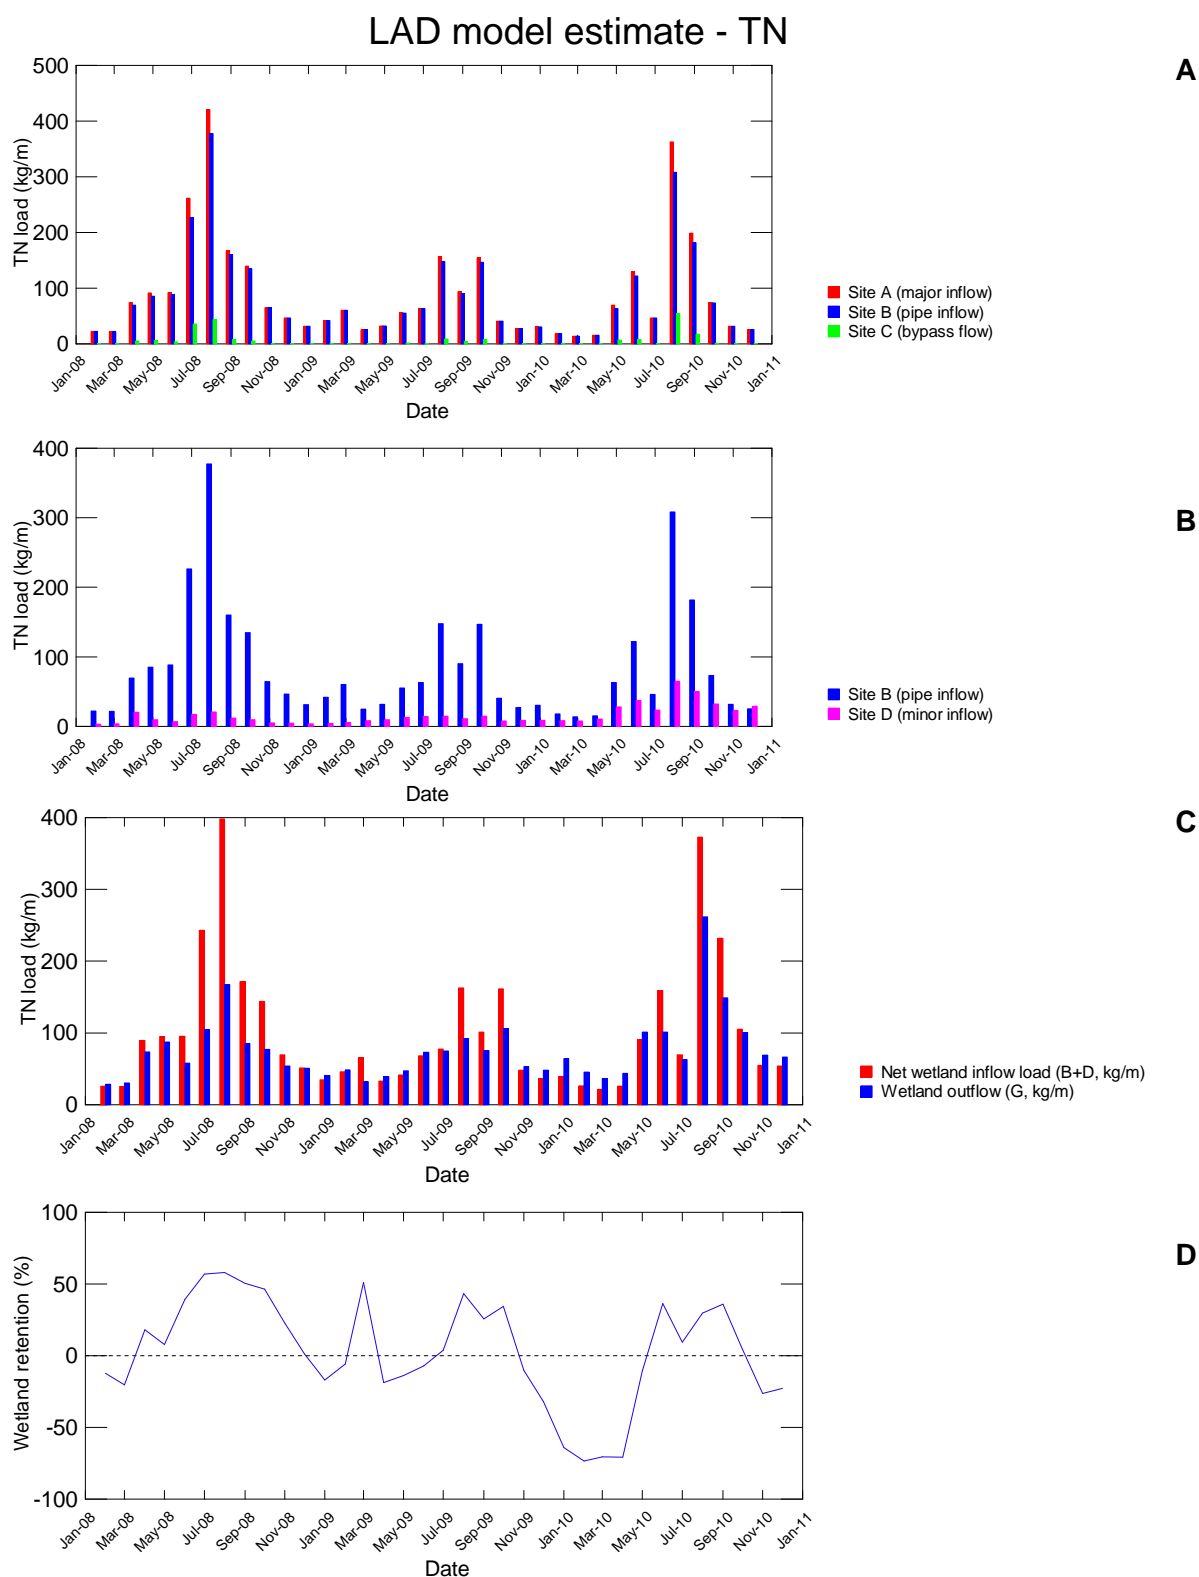 LAD model estimate - TN
A
500
400
300
200
100
0
TN load (kg/m)
Jan-08
Mar-08
May-08
Jul-08
Sep-08
Nov-08
Jan-09
Mar-09
May-09
Jul-09
Sep-09
Nov-09
Jan-10
Mar-10
May-10
Jul-10
Sep-10
Nov-10
Jan-11
Date
Site A (major inflow)
Site B (pipe inflow)
Site C (bypass flow)
B
400
300
200
100
0
TN load (kg/m)
Jan-08
Mar-08
May-08
Jul-08
Sep-08
Nov-08
Jan-09
Mar-09
May-09
Jul-09
Sep-09
Nov-09
Jan-10
Mar-10
May-10
Jul-10
Sep-10
Nov-10
Jan-11
Date
Site B (pipe inflow)
Site D (minor inflow)
C
400
300
200
100
0
TN load (kg/m)
Jan-08
Mar-08
May-08
Jul-08
Sep-08
Nov-08
Jan-09
Mar-09
May-09
Jul-09
Sep-09
Nov-09
Jan-10
Mar-10
May-10
Jul-10
Sep-10
Nov-10
Jan-11
Date
Net wetland inflow load (B+D, kg/m)
Wetland outflow (G, kg/m)
D
100
50
0
-50
-100
Wetland retention (%)
Jan-08
Mar-08
May-08
Jul-08
Sep-08
Nov-08
Jan-09
Mar-09
May-09
Jul-09
Sep-09
Nov-09
Jan-10
Mar-10
May-10
Jul-10
Sep-10
Nov-10
Jan-11
Date